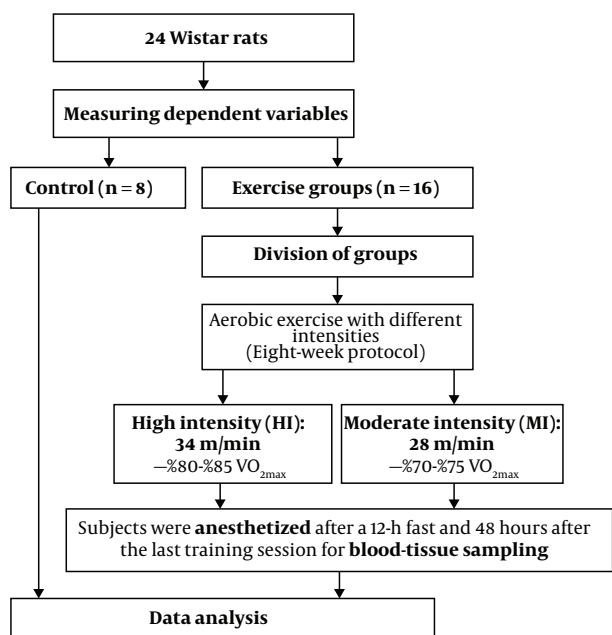 24 Wistar rats
Measuring dependent variables
Control (n = 8)
Exercise groups (n = 16)
Division of groups
Aerobic exercise with different
intensities
(Eight-week protocol)
High intensity (HI):
34 m/min
—%80-%85 VO2max
Moderate intensity (MI):
28 m/min
—%70-%75 VO2max
Subjects were anesthetized after a 12-h fast and 48 hours after
the last training session for blood-tissue sampling
Data analysis